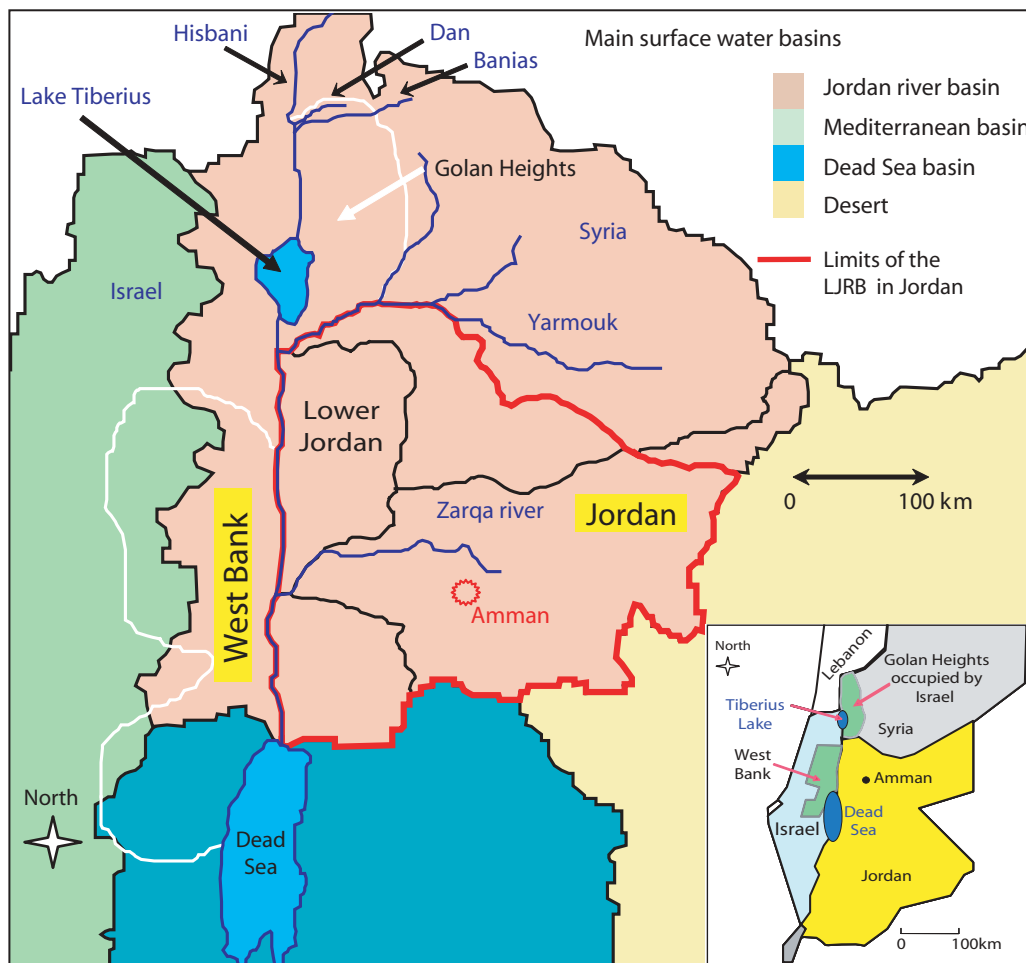 Main surface water basins
Jordan river basin
Mediterranean basin
Dead Sea basin
Desert
Limits of the
LJRB in Jordan
Hisbani
Dan
Banias
Lake Tiberius
Golan Heights
Syria
Israel
Yarmouk
Lower
Jordan
0
100 km
Zarqa river
Jordan
West Bank
Amman
North
Dead
Sea
North
Lebanon
Golan Heights
occupied by
Israel
Tiberius
Lake
Syria
West
Bank
Amman
Israel
Dead
Sea
Jordan
0
100km